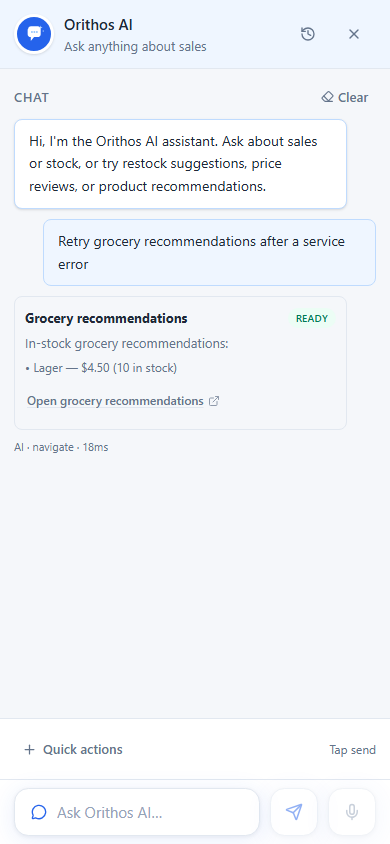 Orithos AI
Ask anything about sales
CHAT
Clear
Hi, I'm the Orithos AI assistant. Ask about sales
or stock, or try restock suggestions, price
reviews, or product recommendations.
Retry grocery recommendations after a service
error
Grocery recommendations
READY
In-stock grocery recommendations:
• Lager — $4.50 (10 in stock)
Open grocery recommendations
AI · navigate · 18ms
Quick actions
Tap send
Ask Orithos AI...